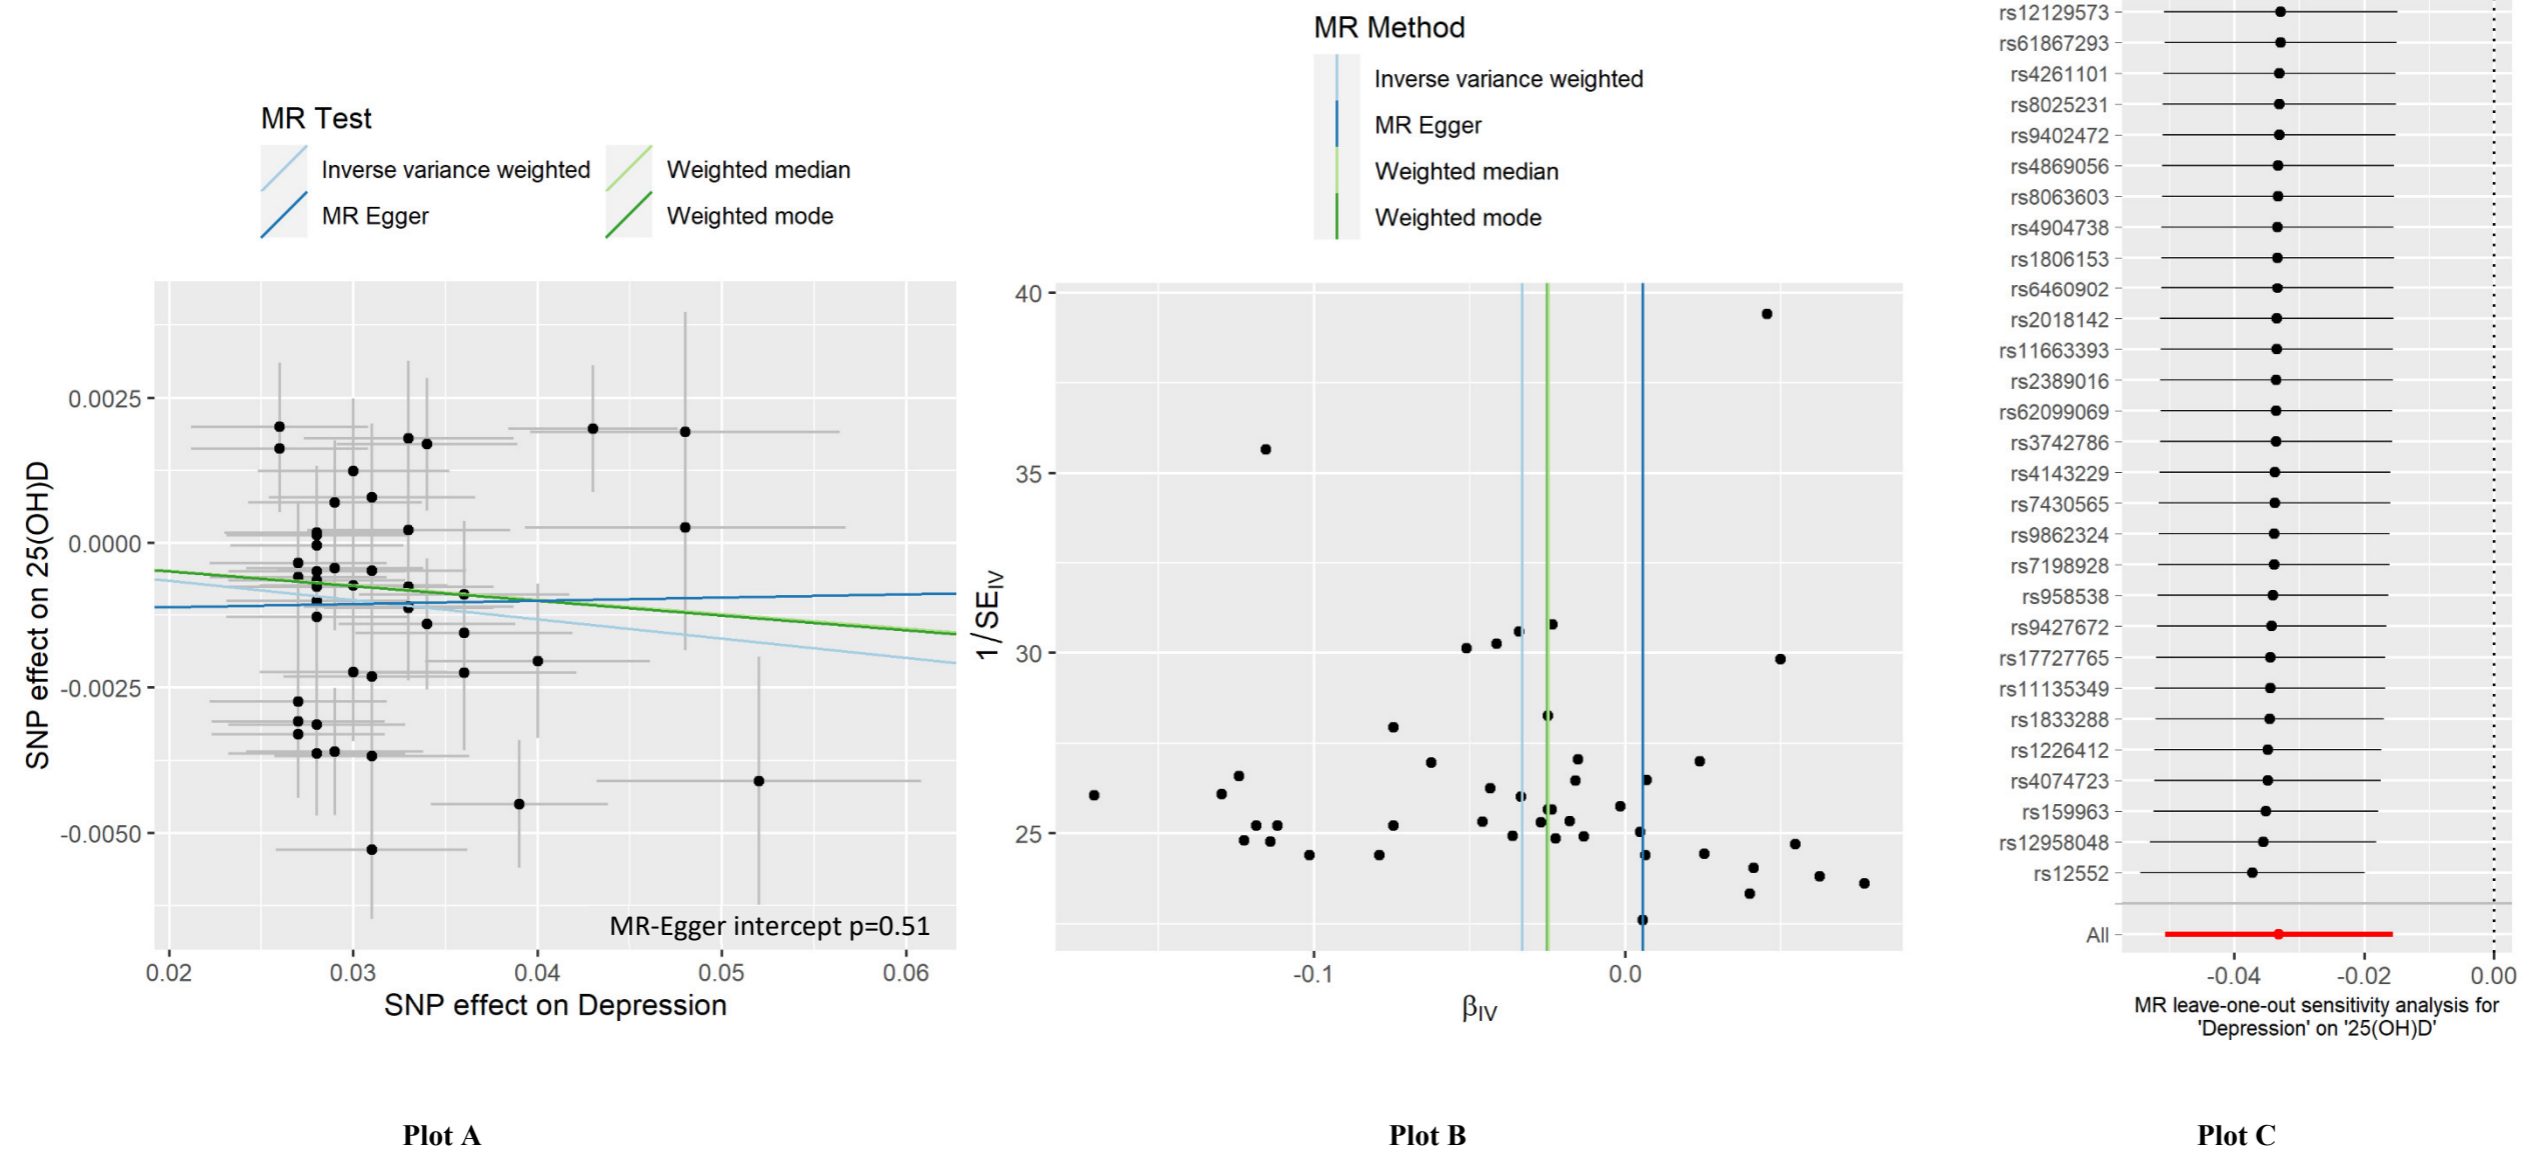 MR Test
Inverse variance weighted
Weighted median
MR Egger
Weighted mode
0.0025
0.0000
-0.0025
-0.0050
SNP effect on 25(OH)D
MR-Egger intercept p=0.51
0.02
0.03
0.04
0.05
0.06
SNP effect on Depression
Plot A
MR Method
Inverse variance weighted
MR Egger
Weighted median
Weighted mode
40
35
30
25
1/SE_IV
-0.1
0.0
β_IV
Plot B
rs12129573
rs61867293
rs4261101
rs8025231
rs9402472
rs4869056
rs8063603
rs4904738
rs1806153
rs6460902
rs2018142
rs11663393
rs2389016
rs62099069
rs3742786
rs4143229
rs7430565
rs9862324
rs7198928
rs958538
rs9427672
rs17727765
rs11135349
rs1833288
rs1226412
rs4074723
rs159963
rs12958048
rs12552
All
-0.04
-0.02
0.00
MR leave-one-out sensitivity analysis for
'Depression' on '25(OH)D'
Plot C